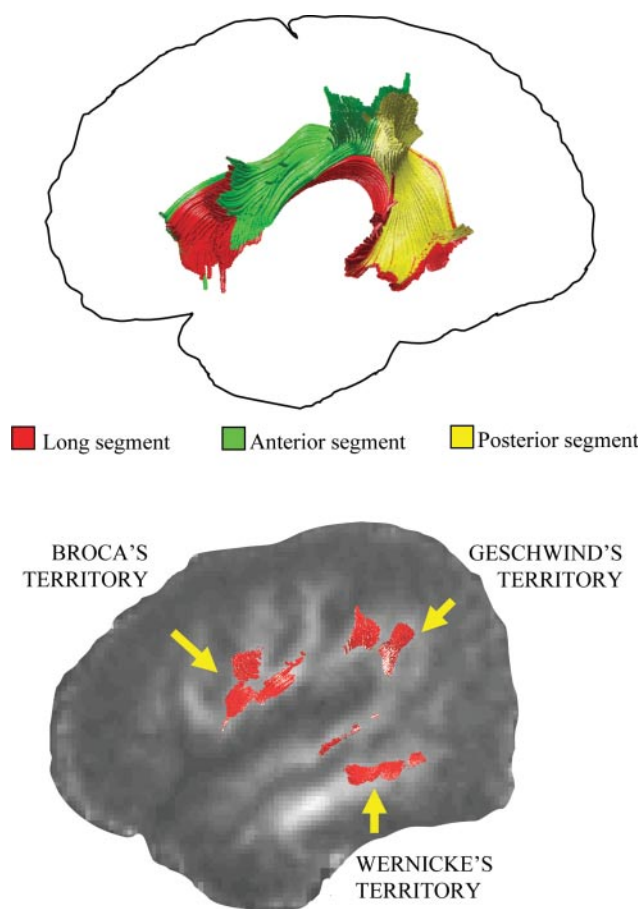 Long segment Anterior segment Posterior segment
BROCA'S
TERRITORY
GESCHWIND'S
TERRITORY
WERNICKE'S
TERRITORY